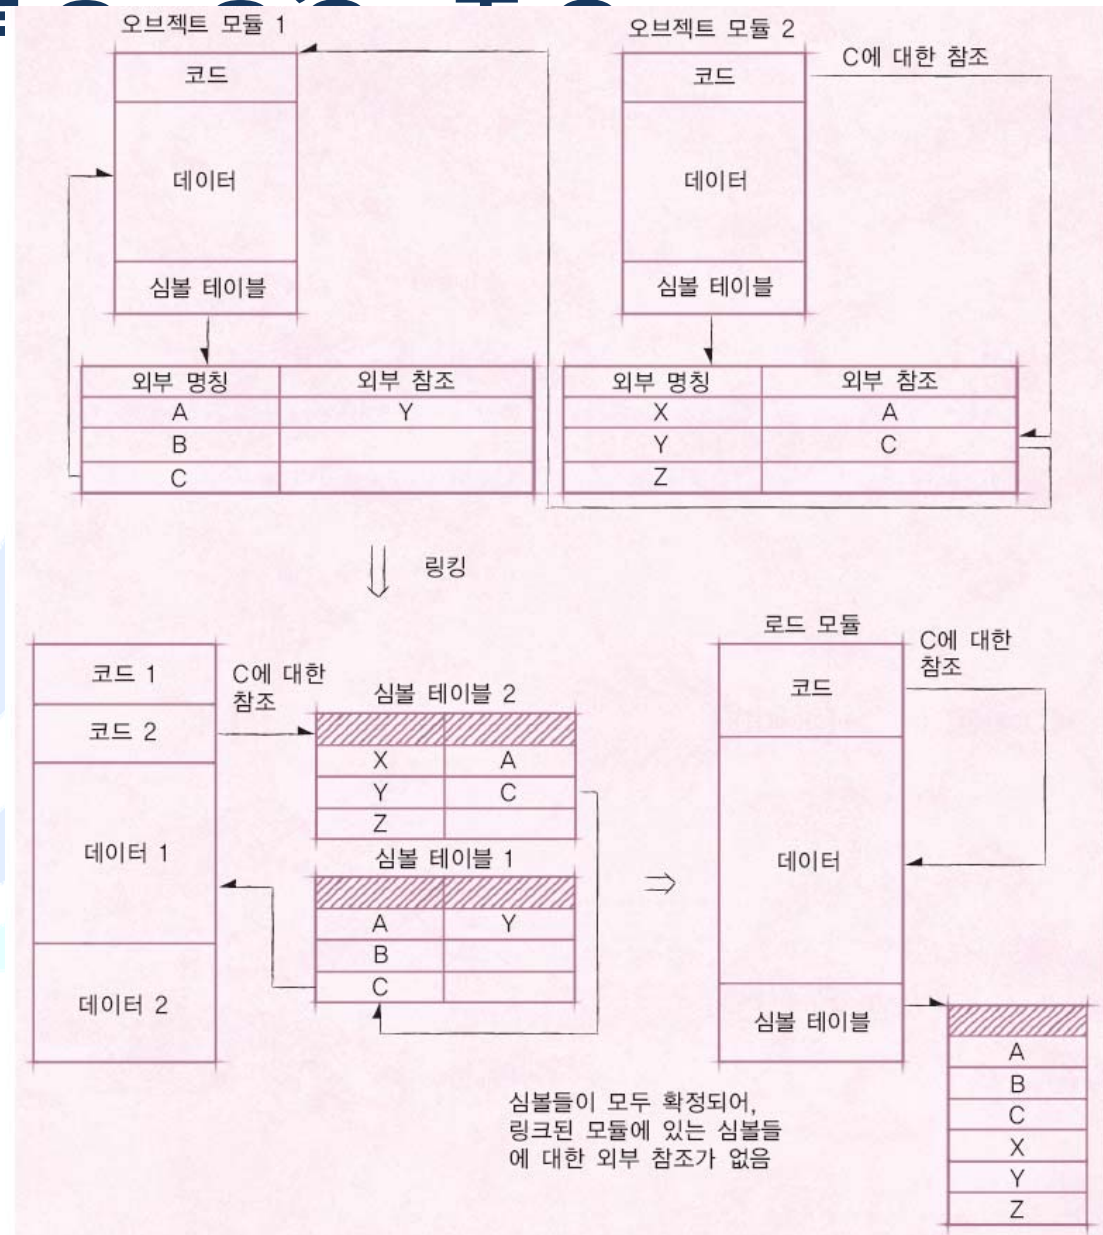 오브젝트 모듈 1
코드
데이터
심볼 테이블
외부 명칭 외부 참조
A Y
B
C
오브젝트 모듈 2
C에 대한 참조
코드
데이터
심볼 테이블
외부 명칭 외부 참조
X A
Y C
Z
링킹
코드 1
코드 2
데이터 1
데이터 2
C에 대한
참조
심볼 테이블 2
X A
Y C
Z
심볼 테이블 1
A Y
B
C
로드 모듈
C에 대한
참조
코드
데이터
심볼 테이블
A
B
C
X
Y
Z
심볼들이 모두 확정되어,
링크된 모듈에 있는 심볼들
에 대한 외부 참조가 없음